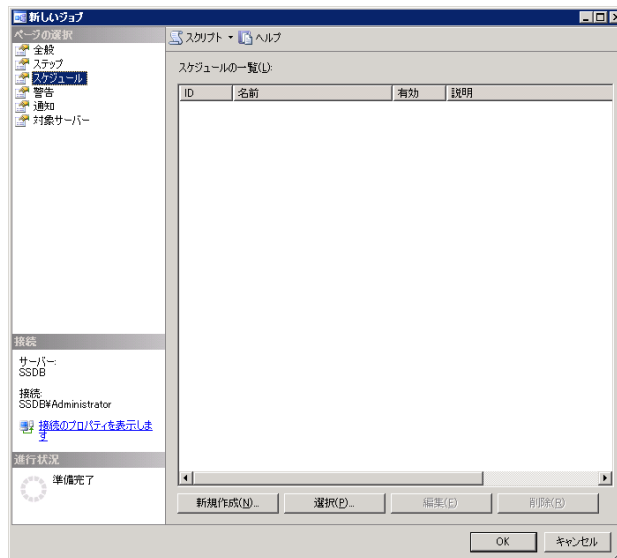 新しいジョブ
ページの選択
全般
ステップ
スケジュール
警告
通知
対象サーバー
スクリプト ヘルプ
スケジュールの一覧(L):
ID 名前 有効 説明
接続
サーバー:
SSDB
接続:
SSDB¥Administrator
接続のプロパティを表示しま
す
進行状況
準備完了
新規作成(N)... 選択(P)... 編集(E) 削除(R)
OK キャンセル